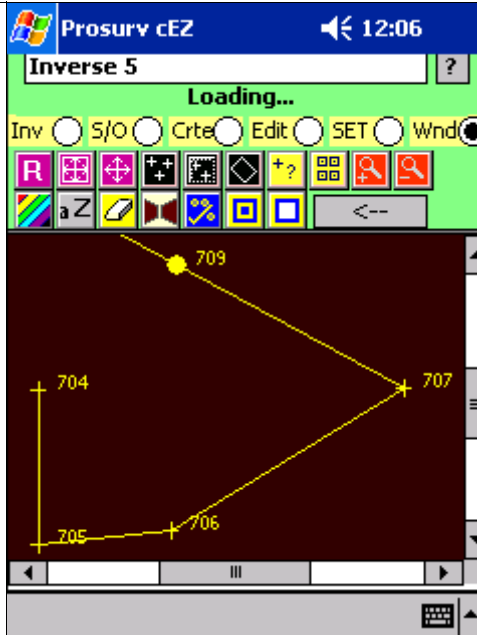 Prosurv cEZ 12:06
Inverse 5 ?
Loading...
Inv S/O Crte Edit SET Wnd
R +?
aZ <--
709
704 707
706
705